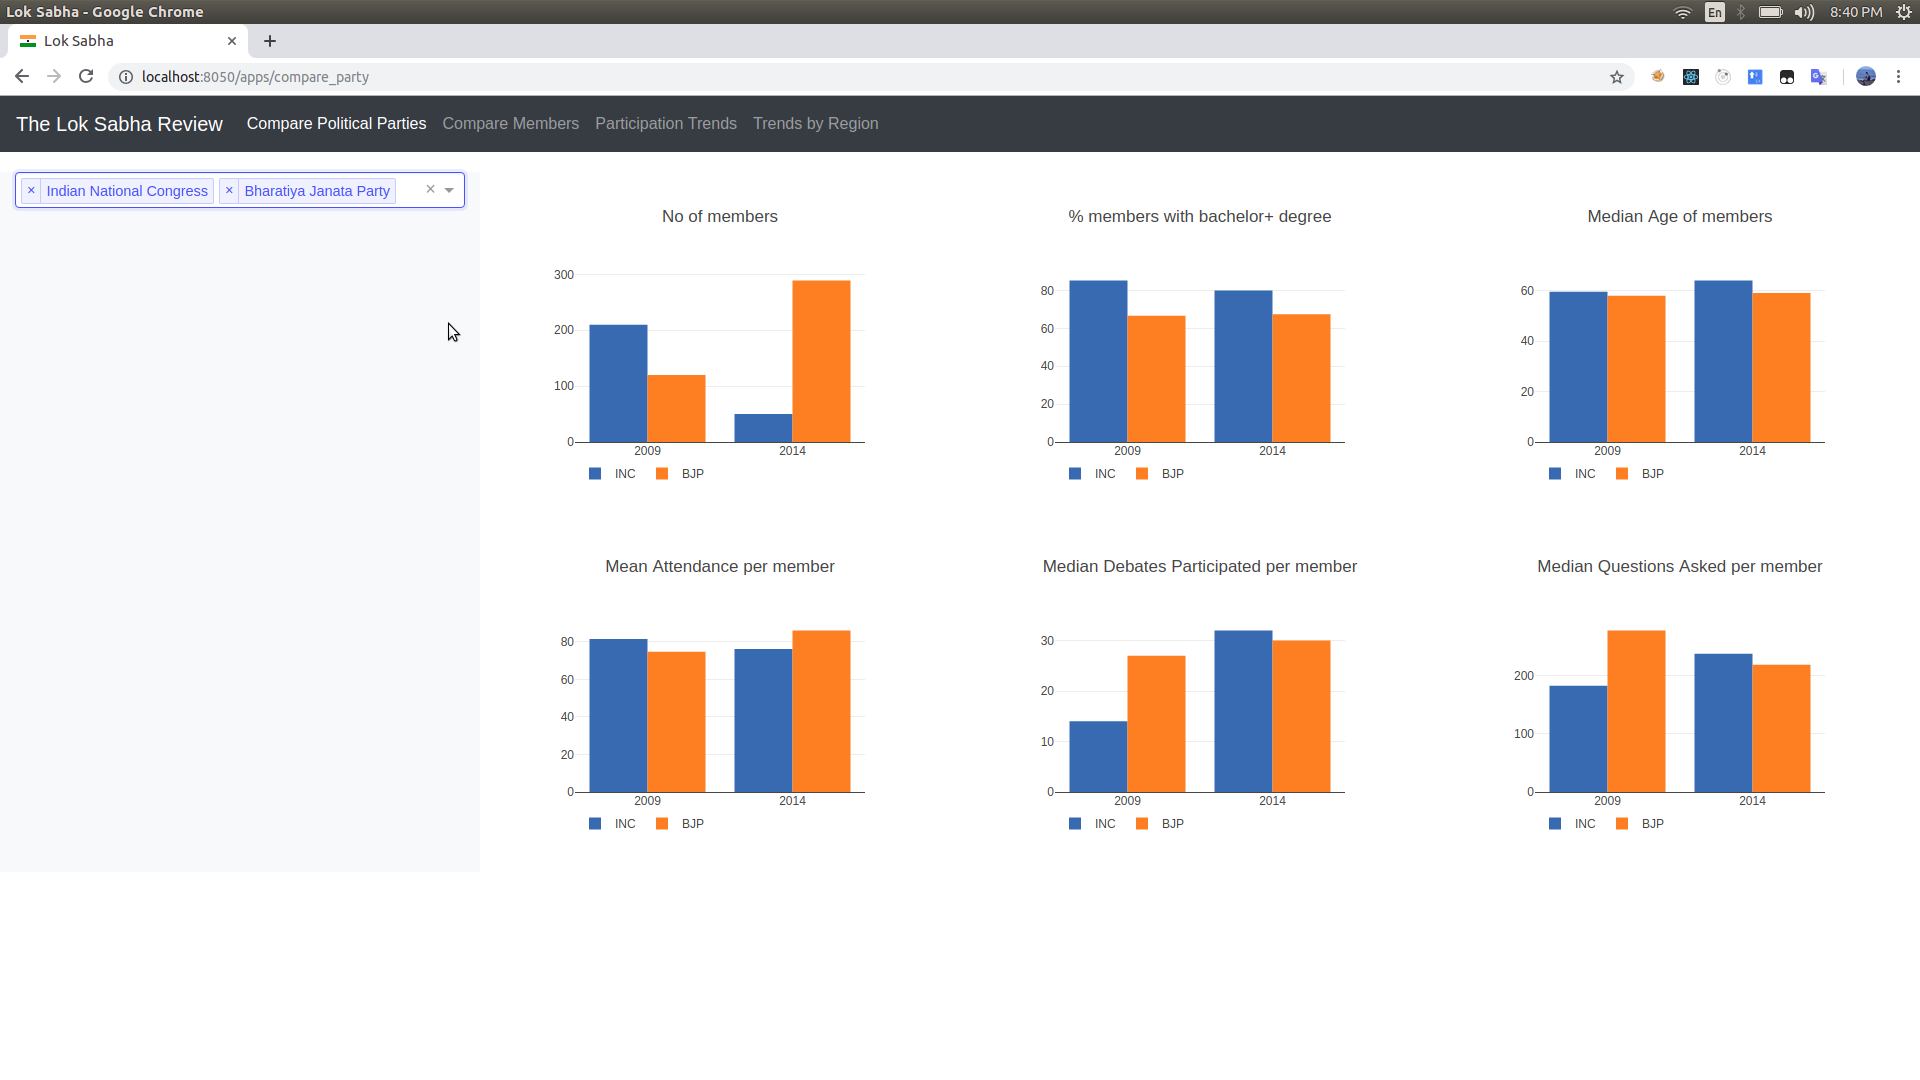 Lok Sabha - Google Chrome
En
8:40 PM
Lok Sabha
localhost:8050/apps/compare_party
The Lok Sabha Review Compare Political Parties Compare Members Participation Trends Trends by Region
× Indian National Congress × Bharatiya Janata Party ×
No of members
300
200
100
0
2009 2014
INC BJP
% members with bachelor+ degree
80
60
40
20
0
2009 2014
INC BJP
Median Age of members
60
40
20
0
2009 2014
INC BJP
Mean Attendance per member
80
60
40
20
0
2009 2014
INC BJP
Median Debates Participated per member
30
20
10
0
2009 2014
INC BJP
Median Questions Asked per member
200
100
0
2009 2014
INC BJP